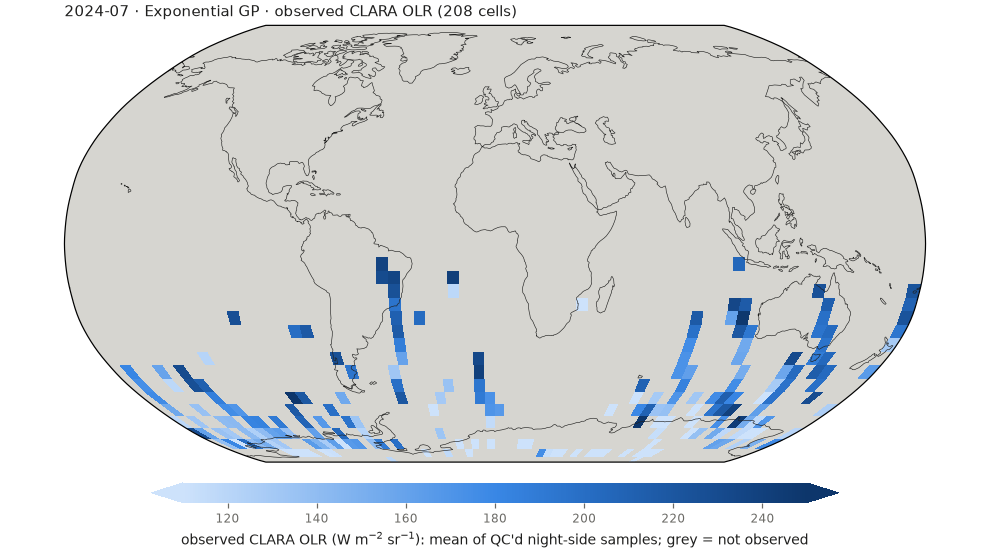 2024-07 · Exponential GP · observed CLARA OLR (208 cells)
120 140 160 180 200 220 240
observed CLARA OLR (W m⁻² sr⁻¹): mean of QC'd night-side samples; grey = not observed